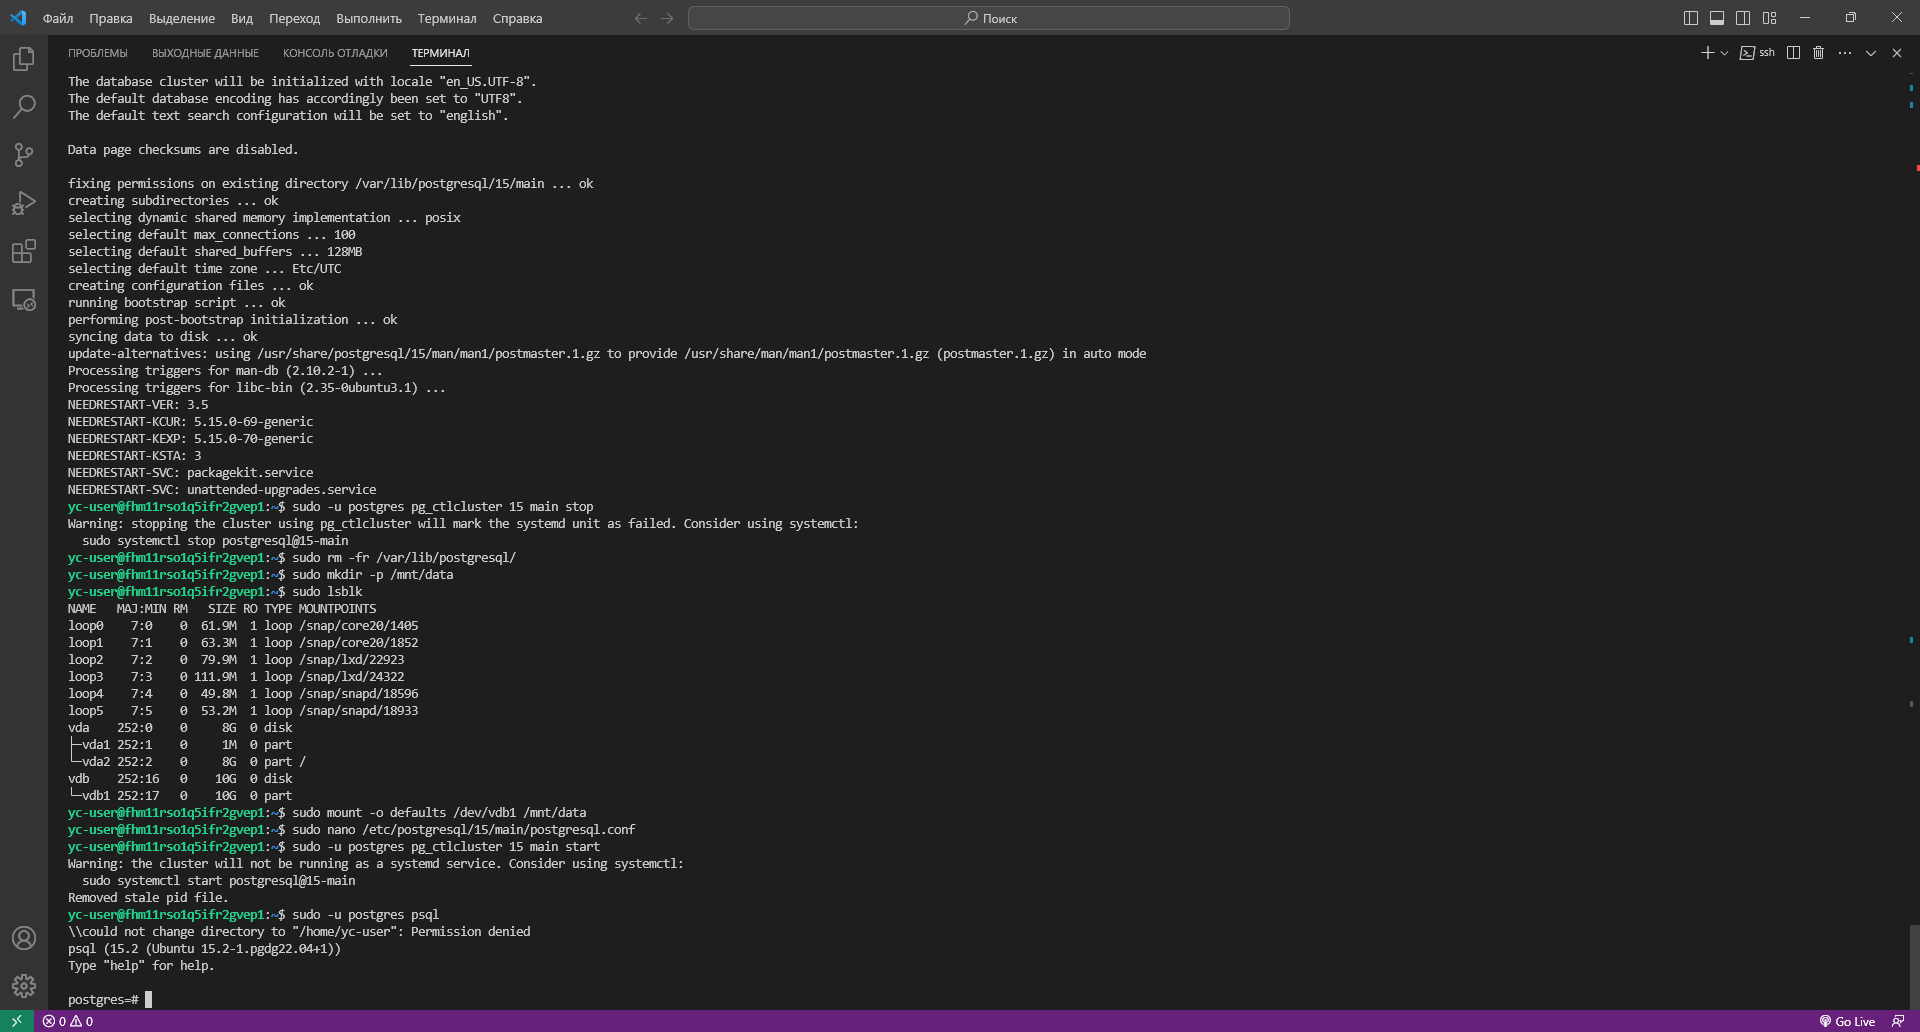 Файл Правка Выделение Вид Переход Выполнить Терминал Справка Поиск
ПРОБЛЕМЫ ВЫХОДНЫЕ ДАННЫЕ КОНСОЛЬ ОТЛАДКИ ТЕРМИНАЛ ssh
The database cluster will be initialized with locale "en_US.UTF-8".
The default database encoding has accordingly been set to "UTF8".
The default text search configuration will be set to "english".
Data page checksums are disabled.
fixing permissions on existing directory /var/lib/postgresql/15/main ... ok
creating subdirectories ... ok
selecting dynamic shared memory implementation ... posix
selecting default max_connections ... 100
selecting default shared_buffers ... 128MB
selecting default time zone ... Etc/UTC
creating configuration files ... ok
running bootstrap script ... ok
performing post-bootstrap initialization ... ok
syncing data to disk ... ok
update-alternatives: using /usr/share/postgresql/15/man/man1/postmaster.1.gz to provide /usr/share/man/man1/postmaster.1.gz (postmaster.1.gz) in auto mode
Processing triggers for man-db (2.10.2-1) ...
Processing triggers for libc-bin (2.35-0ubuntu3.1) ...
NEEDRESTART-VER: 3.5
NEEDRESTART-KCUR: 5.15.0-69-generic
NEEDRESTART-KEXP: 5.15.0-70-generic
NEEDRESTART-KSTA: 3
NEEDRESTART-SVC: packagekit.service
NEEDRESTART-SVC: unattended-upgrades.service
yc-user@fhm11rso1q5ifr2gvep1:~$ sudo -u postgres pg_ctlcluster 15 main stop
Warning: stopping the cluster using pg_ctlcluster will mark the systemd unit as failed. Consider using systemctl:
  sudo systemctl stop postgresql@15-main
yc-user@fhm11rso1q5ifr2gvep1:~$ sudo rm -fr /var/lib/postgresql/
yc-user@fhm11rso1q5ifr2gvep1:~$ sudo mkdir -p /mnt/data
yc-user@fhm11rso1q5ifr2gvep1:~$ sudo lsblk
NAME   MAJ:MIN RM   SIZE RO TYPE MOUNTPOINTS
loop0    7:0    0  61.9M  1 loop /snap/core20/1405
loop1    7:1    0  63.3M  1 loop /snap/core20/1852
loop2    7:2    0  79.9M  1 loop /snap/lxd/22923
loop3    7:3    0 111.9M  1 loop /snap/lxd/24322
loop4    7:4    0  49.8M  1 loop /snap/snapd/18596
loop5    7:5    0  53.2M  1 loop /snap/snapd/18933
vda    252:0    0     8G  0 disk
├─vda1 252:1    0     1M  0 part
└─vda2 252:2    0     8G  0 part /
vdb    252:16   0    10G  0 disk
└─vdb1 252:17   0    10G  0 part
yc-user@fhm11rso1q5ifr2gvep1:~$ sudo mount -o defaults /dev/vdb1 /mnt/data
yc-user@fhm11rso1q5ifr2gvep1:~$ sudo nano /etc/postgresql/15/main/postgresql.conf
yc-user@fhm11rso1q5ifr2gvep1:~$ sudo -u postgres pg_ctlcluster 15 main start
Warning: the cluster will not be running as a systemd service. Consider using systemctl:
  sudo systemctl start postgresql@15-main
Removed stale pid file.
yc-user@fhm11rso1q5ifr2gvep1:~$ sudo -u postgres psql
\\could not change directory to "/home/yc-user": Permission denied
psql (15.2 (Ubuntu 15.2-1.pgdg22.04+1))
Type "help" for help.
postgres=#
0 0 Go Live